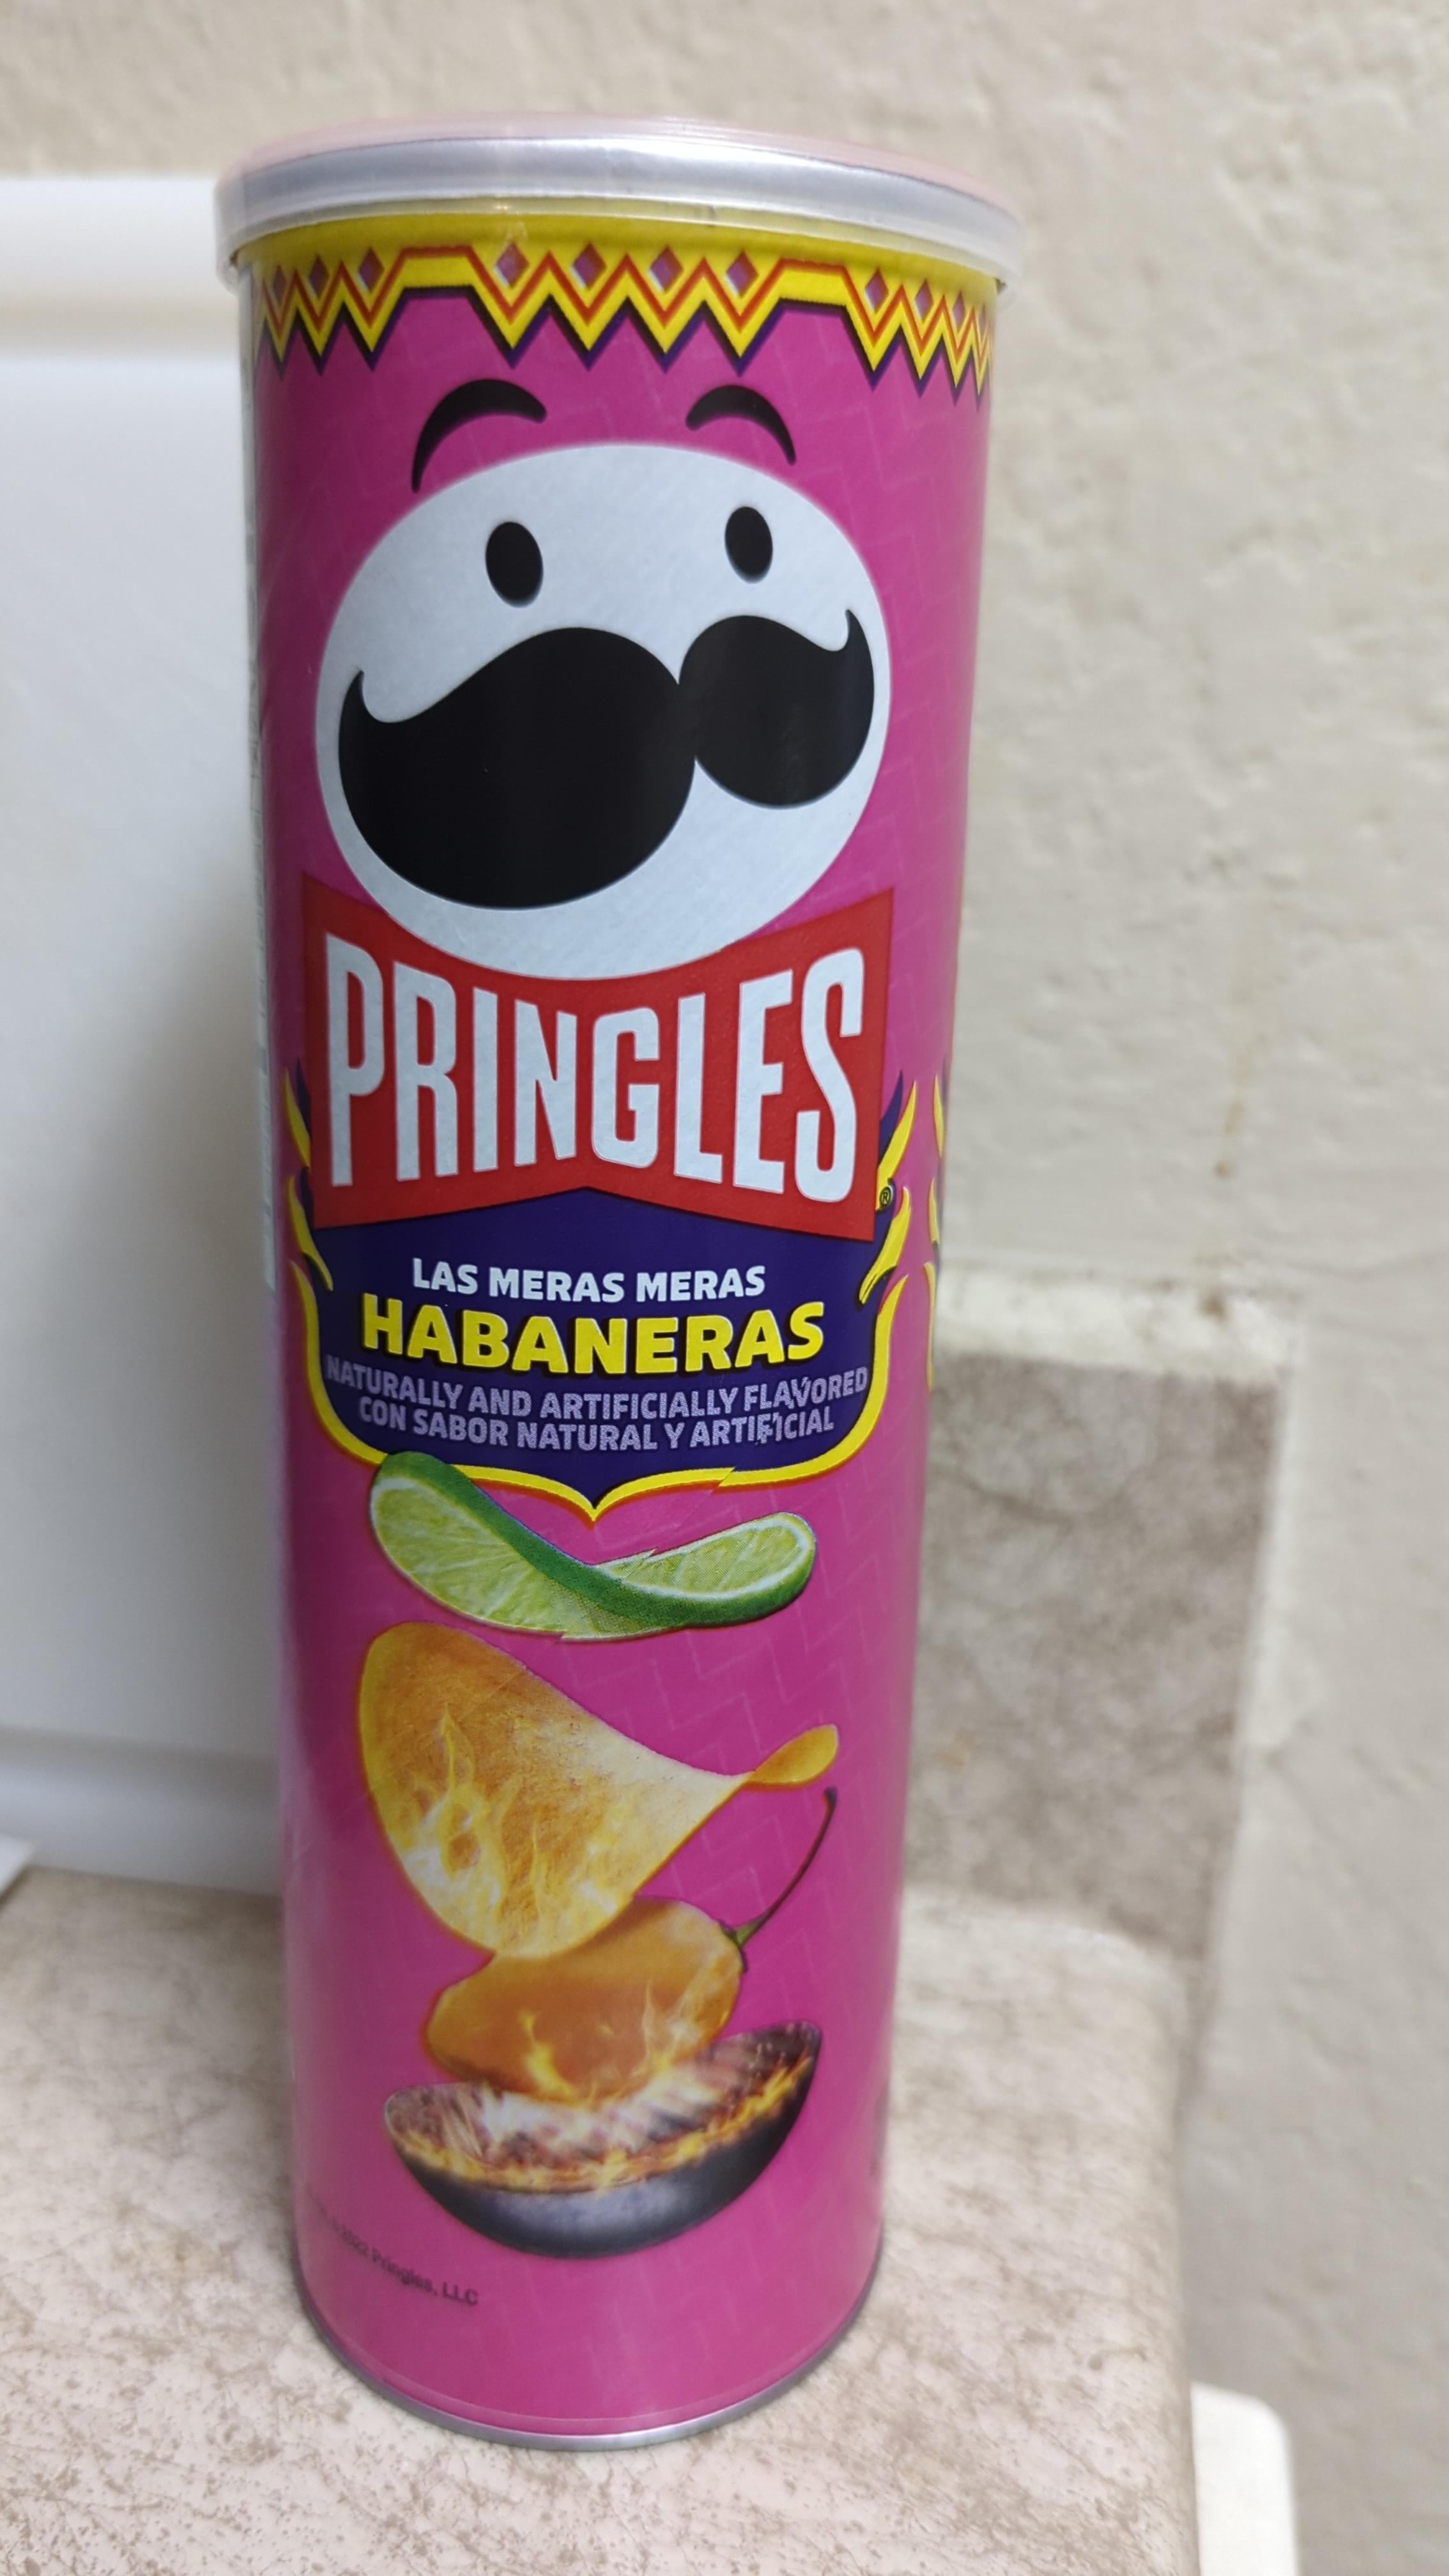 PRINGLES
®
LAS MERAS MERAS
HABANERAS
NATURALLY AND ARTIFICIALLY FLAVORED
CON SABOR NATURAL Y ARTIFICIAL
Pringles, LLC